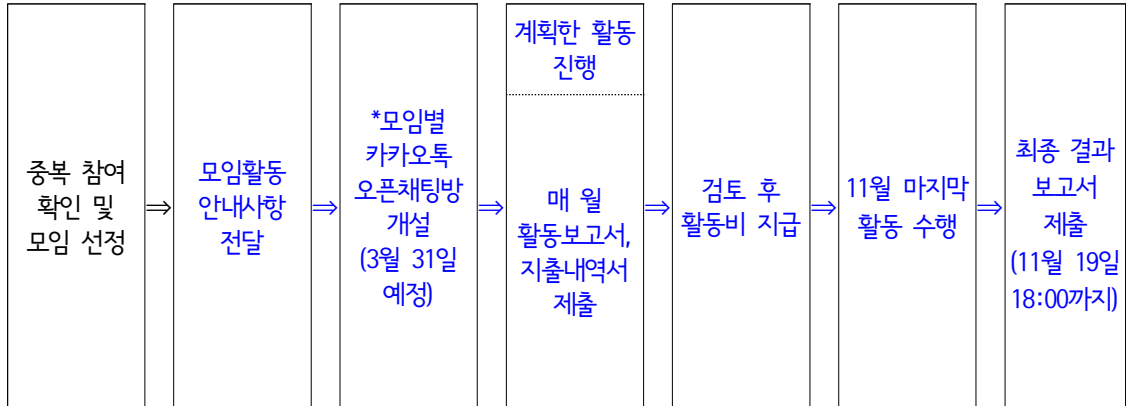 중복 참여
확인 및
모임 선정
⇒
모임활동
안내사항
전달
⇒
*모임별
카카오톡
오픈채팅방
개설
(3월 31일
예정)
⇒
계획한 활동
진행
매 월
활동보고서,
지출내역서
제출
⇒
검토 후
활동비 지급
⇒
11월 마지막
활동 수행
⇒
최종 결과
보고서
제출
(11월 19일
18:00까지)